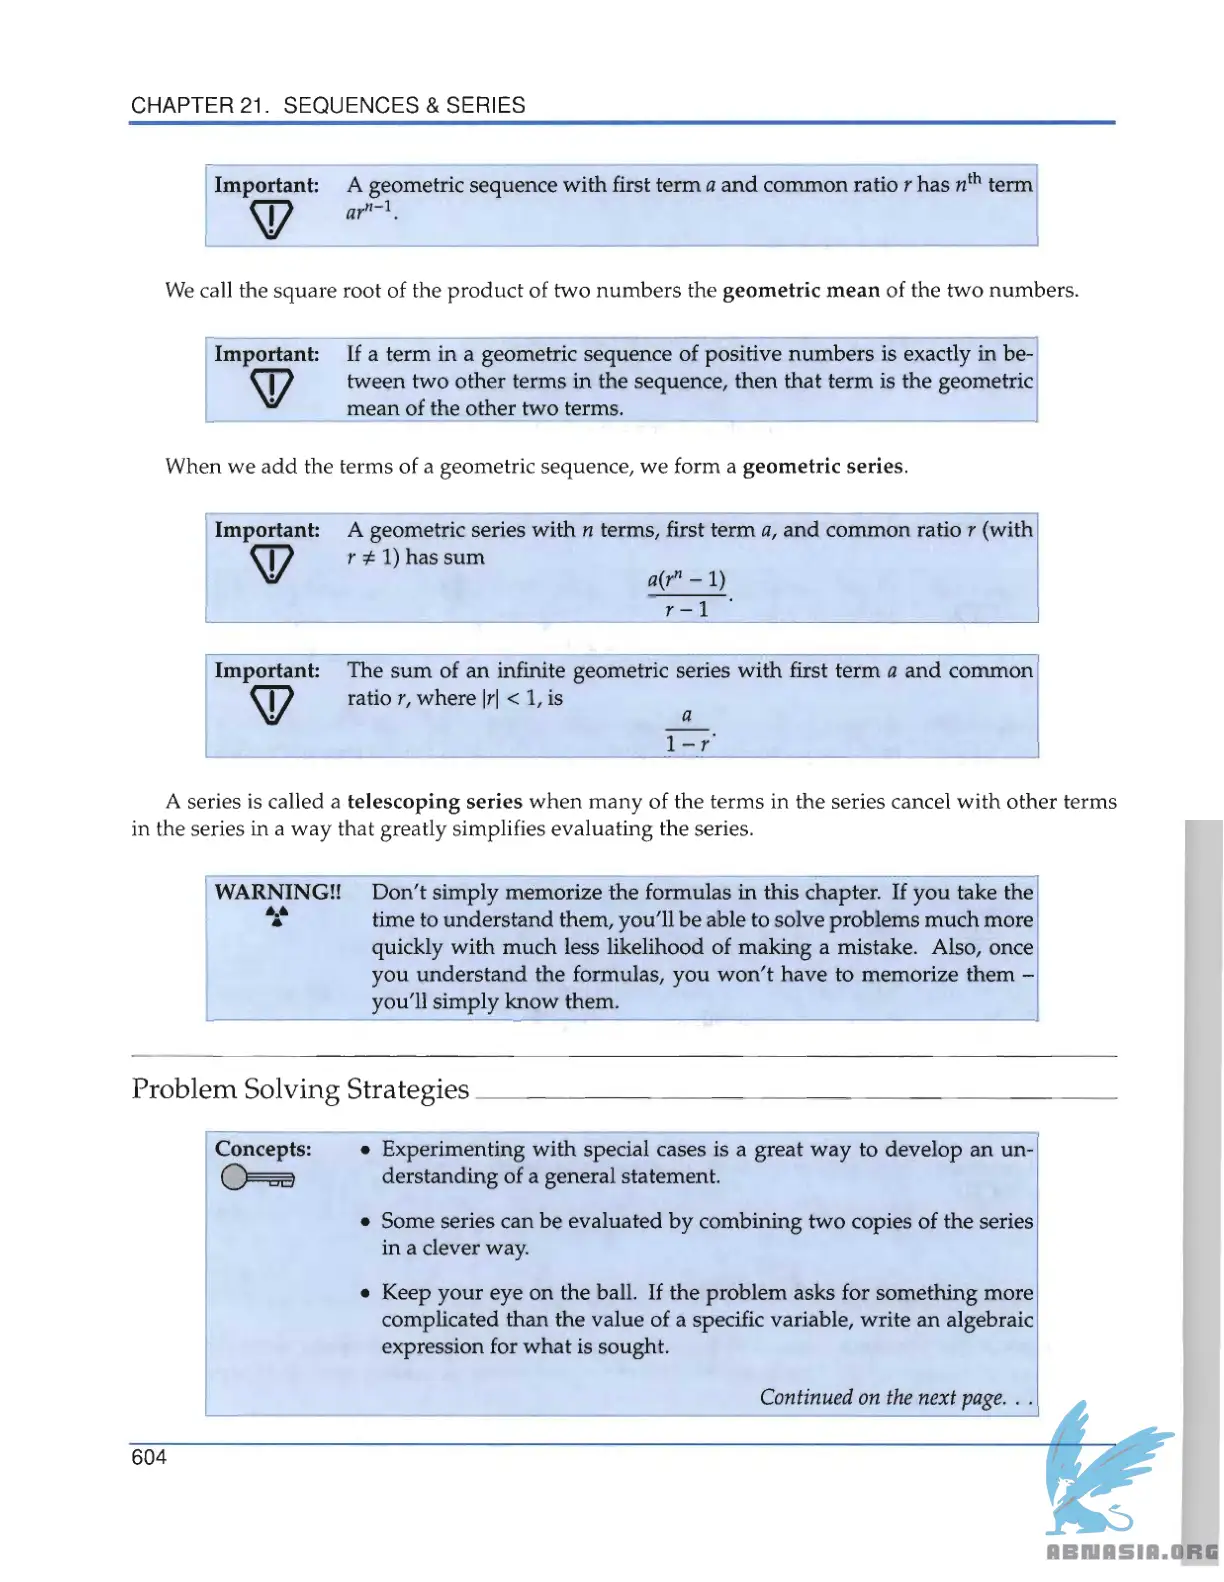 CHAPTER 21. SEQUENCES & SERIES
Important: A geometric sequence with first term a and common ratio r has nᵗʰ term
arⁿ⁻¹.
We call the square root of the product of two numbers the geometric mean of the two numbers.
Important: If a term in a geometric sequence of positive numbers is exactly in be-
tween two other terms in the sequence, then that term is the geometric
mean of the other two terms.
When we add the terms of a geometric sequence, we form a geometric series.
Important: A geometric series with n terms, first term a, and common ratio r (with
r ≠ 1) has sum
a(rⁿ – 1)
r – 1 .
Important: The sum of an infinite geometric series with first term a and common
ratio r, where |r| < 1, is
a
1 – r .
A series is called a telescoping series when many of the terms in the series cancel with other terms
in the series in a way that greatly simplifies evaluating the series.
WARNING!! Don't simply memorize the formulas in this chapter. If you take the
time to understand them, you'll be able to solve problems much more
quickly with much less likelihood of making a mistake. Also, once
you understand the formulas, you won't have to memorize them –
you'll simply know them.
Problem Solving Strategies
Concepts: • Experimenting with special cases is a great way to develop an un-
derstanding of a general statement.
• Some series can be evaluated by combining two copies of the series
in a clever way.
• Keep your eye on the ball. If the problem asks for something more
complicated than the value of a specific variable, write an algebraic
expression for what is sought.
Continued on the next page. . .
604
ABNASIA.ORG